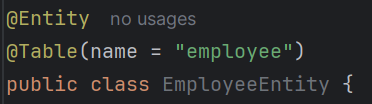 @Entity no usages
@Table(name = "employee")
public class EmployeeEntity {